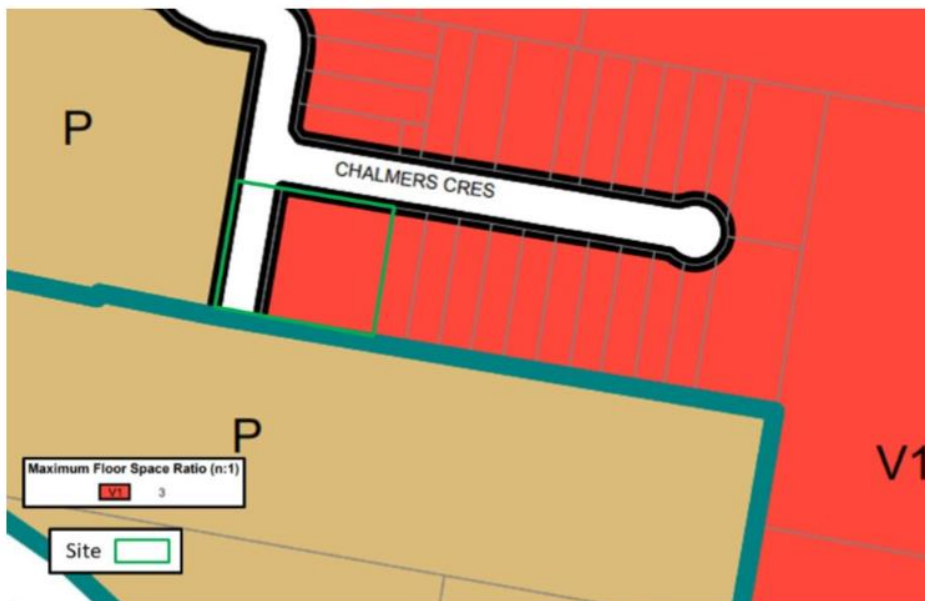 P
CHALMERS CRES
P
V1
Maximum Floor Space Ratio (n:1)
V1 3
Site